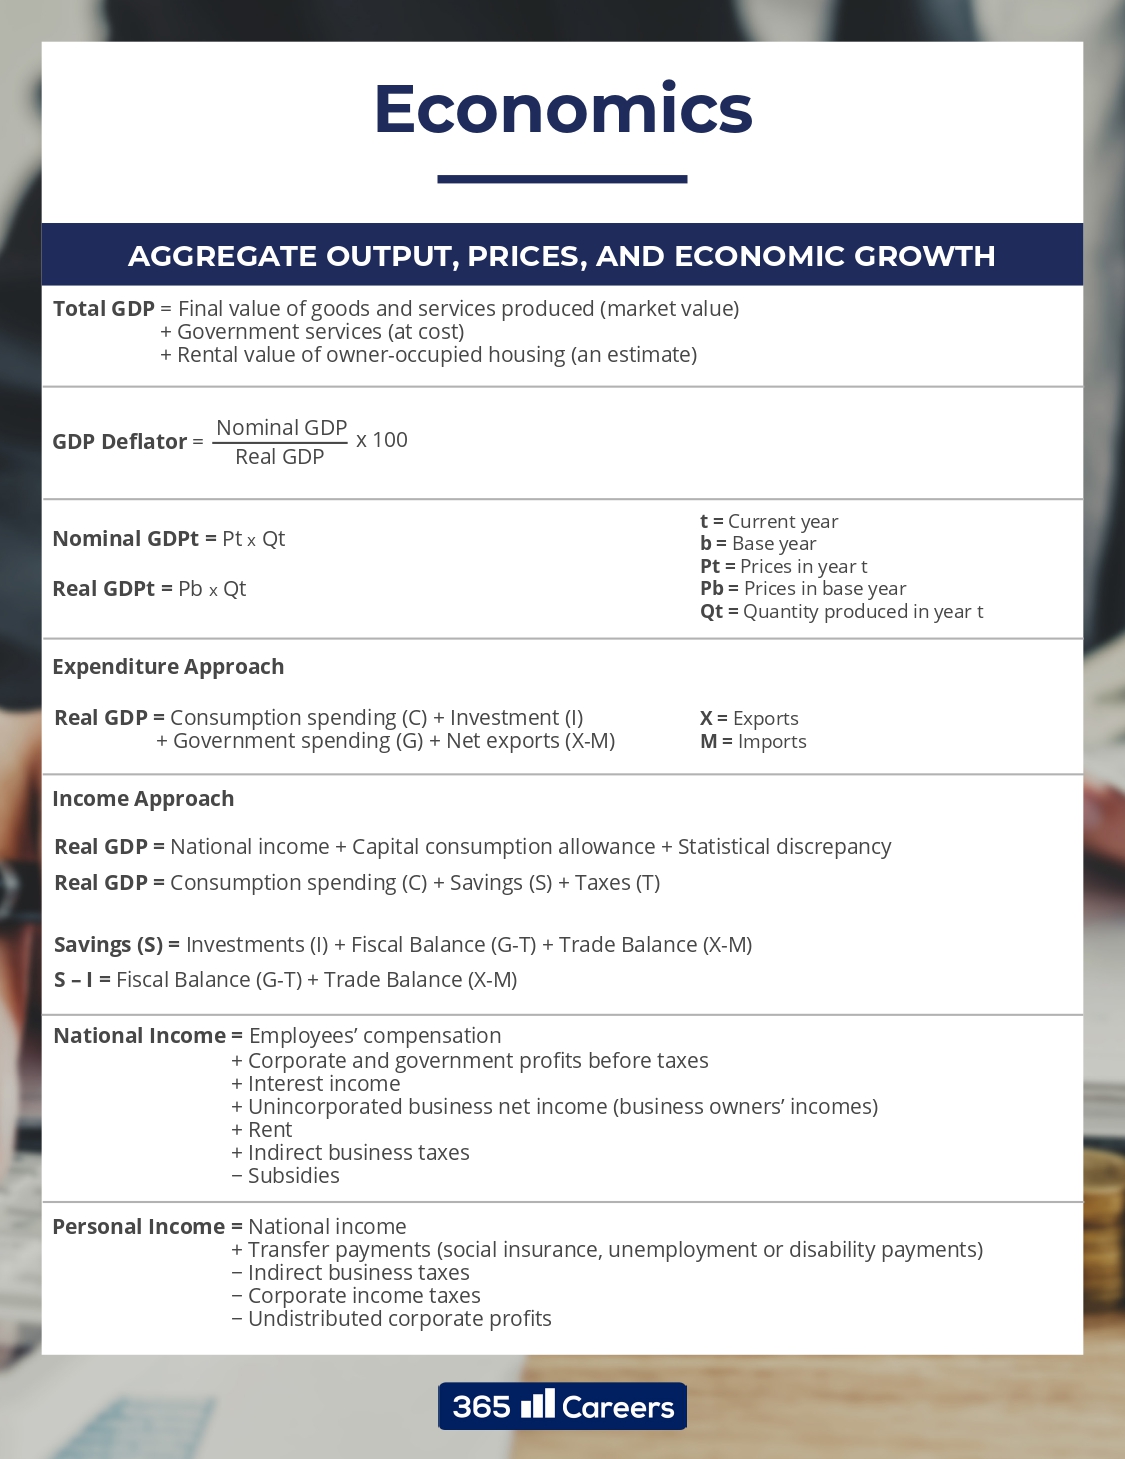 Economics
AGGREGATE OUTPUT, PRICES, AND ECONOMIC GROWTH
Total GDP = Final value of goods and services produced (market value)
+ Government services (at cost)
+ Rental value of owner-occupied housing (an estimate)
GDP Deflator = Nominal GDP / Real GDP x 100
Nominal GDPt = Pt x Qt
Real GDPt = Pb x Qt
t = Current year
b = Base year
Pt = Prices in year t
Pb = Prices in base year
Qt = Quantity produced in year t
Expenditure Approach
Real GDP = Consumption spending (C) + Investment (I)
+ Government spending (G) + Net exports (X-M)
X = Exports
M = Imports
Income Approach
Real GDP = National income + Capital consumption allowance + Statistical discrepancy
Real GDP = Consumption spending (C) + Savings (S) + Taxes (T)
Savings (S) = Investments (I) + Fiscal Balance (G-T) + Trade Balance (X-M)
S – I = Fiscal Balance (G-T) + Trade Balance (X-M)
National Income = Employees’ compensation
+ Corporate and government profits before taxes
+ Interest income
+ Unincorporated business net income (business owners’ incomes)
+ Rent
+ Indirect business taxes
− Subsidies
Personal Income = National income
+ Transfer payments (social insurance, unemployment or disability payments)
− Indirect business taxes
− Corporate income taxes
− Undistributed corporate profits
365 Careers